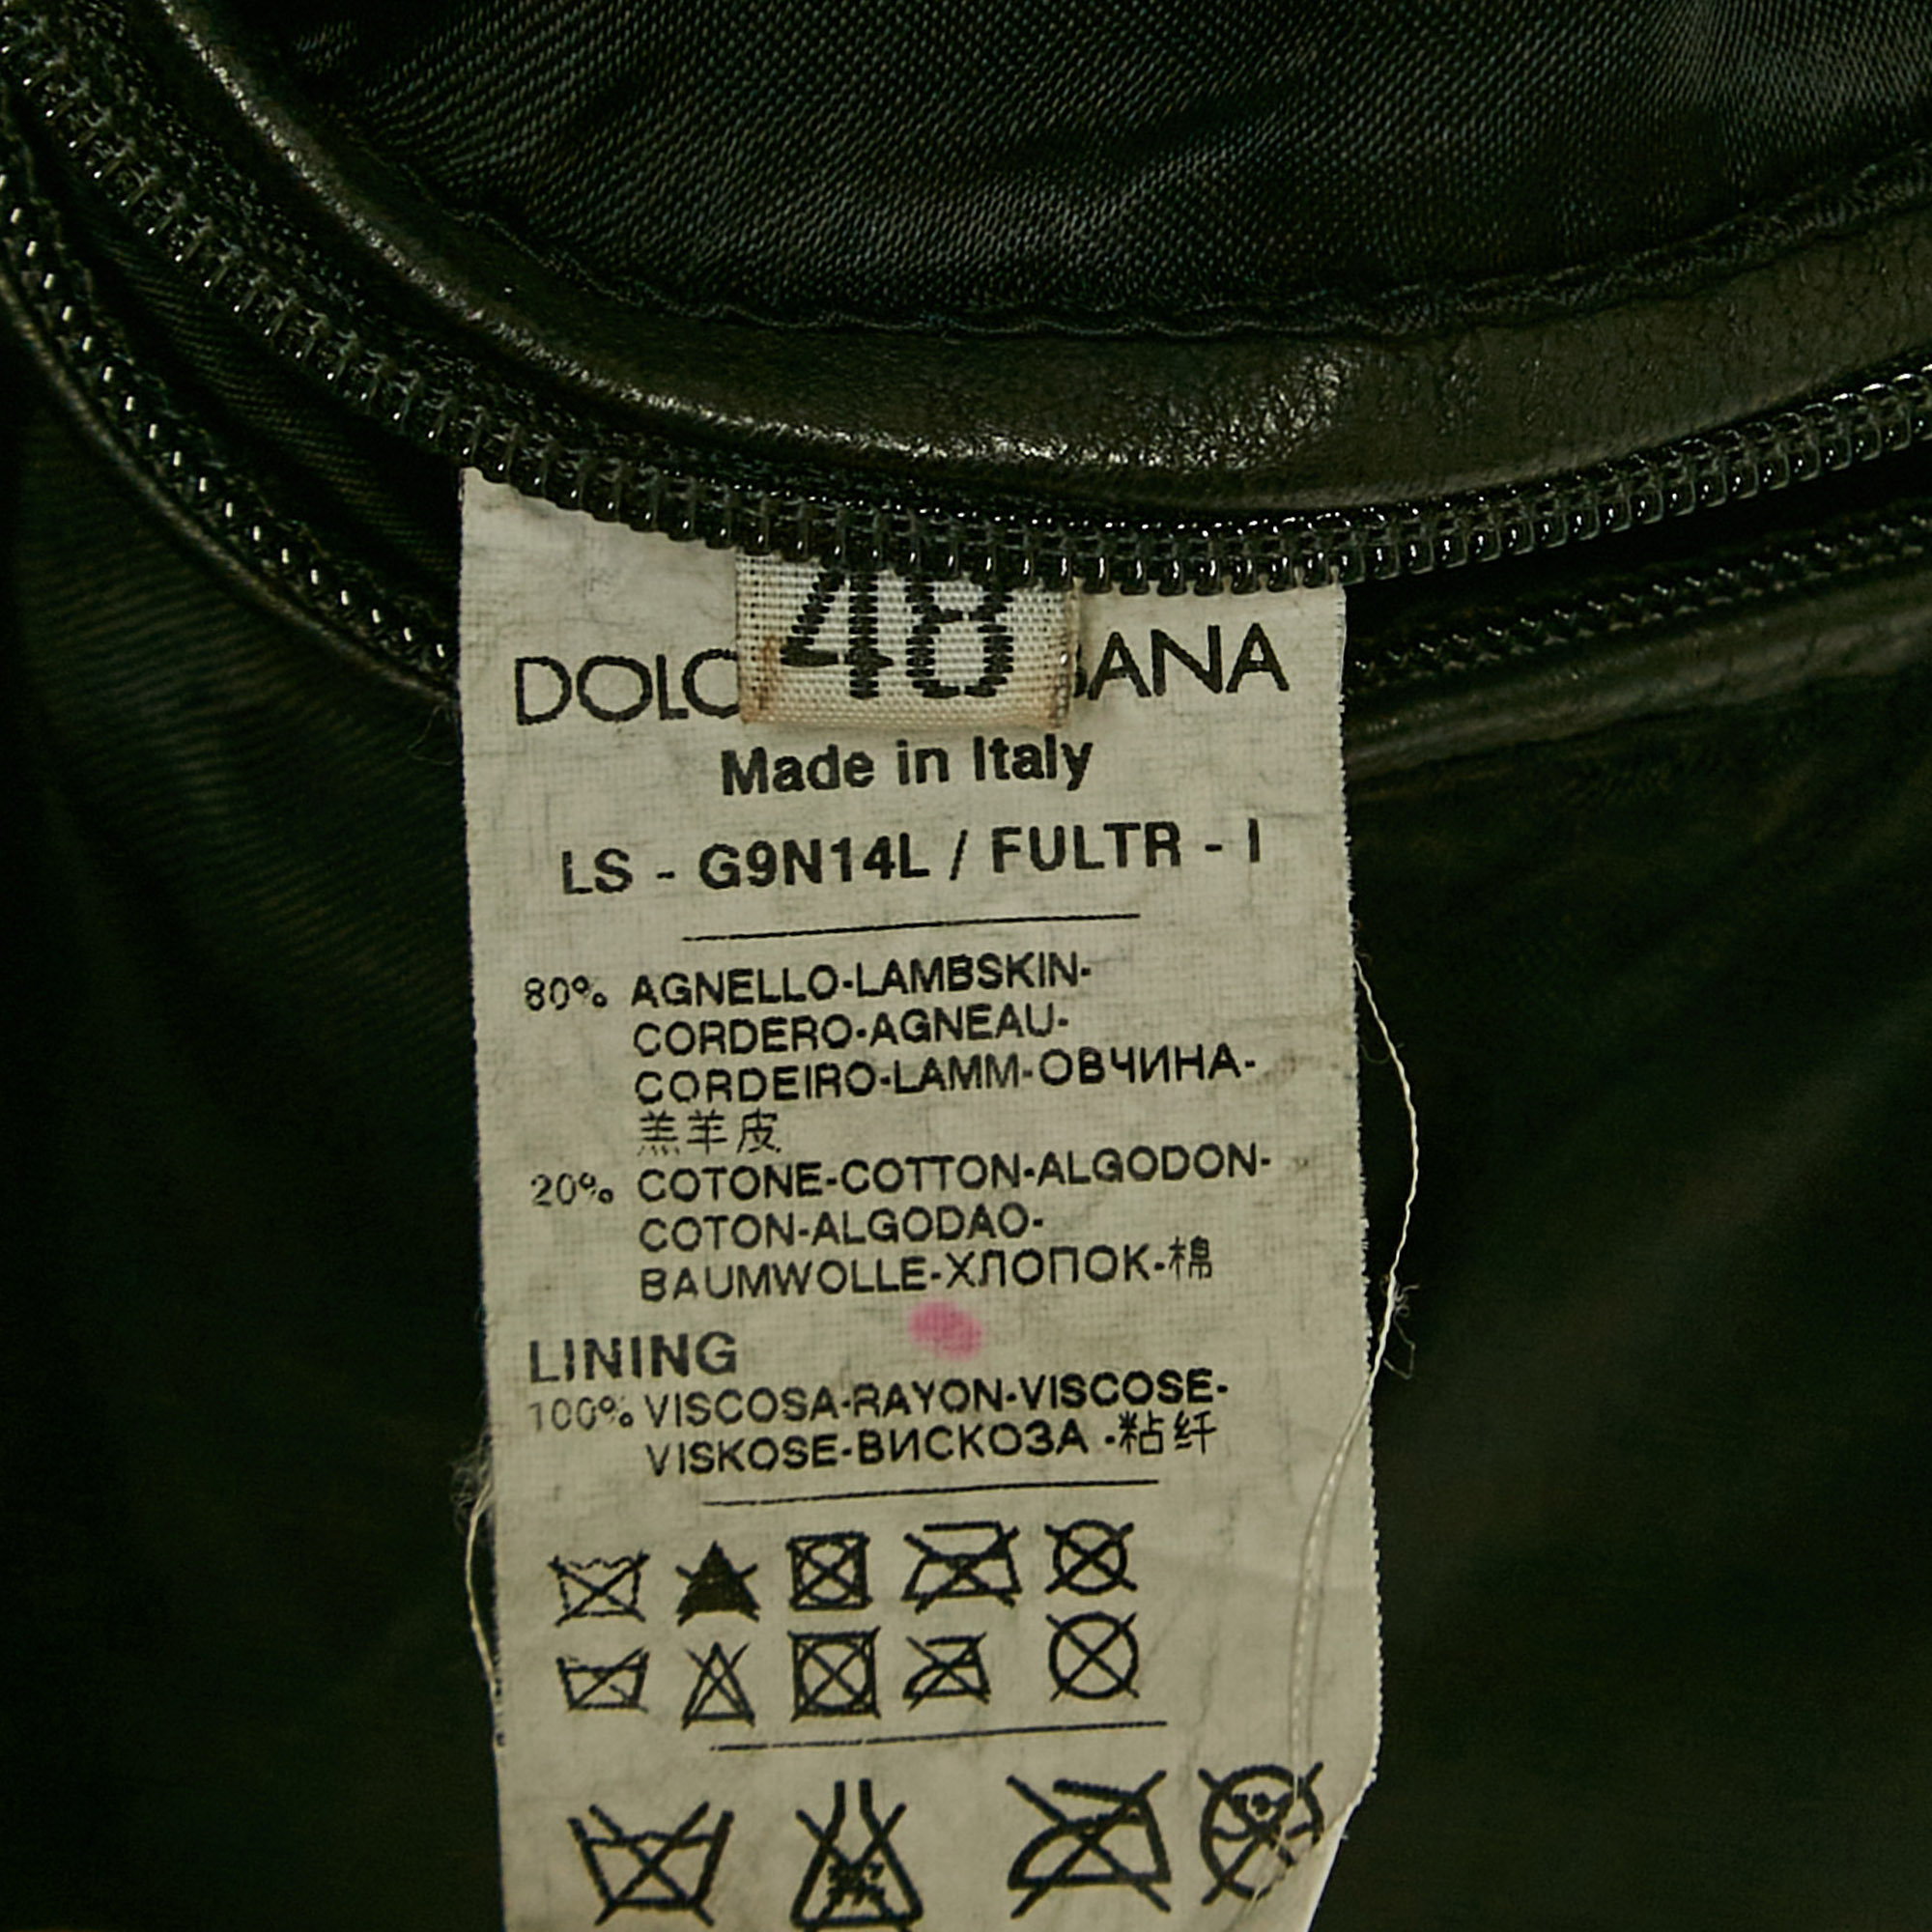 48
DOLC BANA
Made in Italy
LS - G9N14L / FULTR - I
80% AGNELLO-LAMBSKIN-
CORDERO-AGNEAU-
CORDEIRO-LAMM-ОВЧИНА-
羔羊皮
20% COTONE-COTTON-ALGODON-
COTON-ALGODAO-
BAUMWOLLE-ХЛОПОК-棉
LINING
100% VISCOSA-RAYON-VISCOSE-
VISKOSE-ВИСКОЗА -粘纤